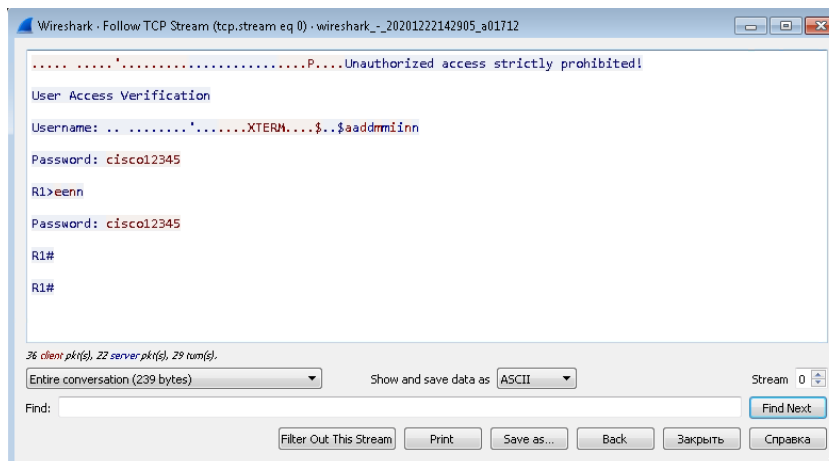 Wireshark · Follow TCP Stream (tcp.stream eq 0) · wireshark_-_20201222142905_a01712
..... .....'.........................P....Unauthorized access strictly prohibited!
User Access Verification
Username: .. ........'.......XTERM....$..$aaddmmiinn
Password: cisco12345
R1>eenn
Password: cisco12345
R1#
R1#
36 client pkt(s), 22 server pkt(s), 29 turn(s).
Entire conversation (239 bytes) Show and save data as ASCII Stream 0
Find: Find Next
Filter Out This Stream Print Save as... Back Закрыть Справка